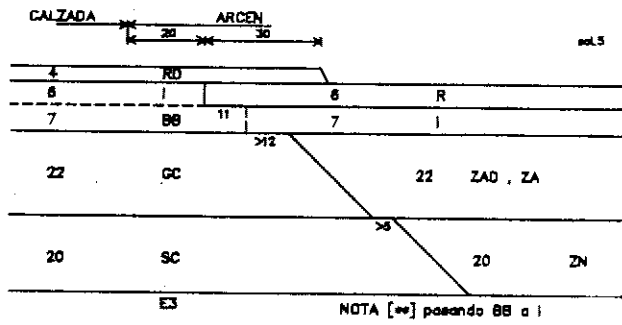 CALZADA ARCEN
20 30
sol.5
4 RD
6 I 6 R
7 BB 11 7 I
>12
22 GC 22 ZAD , ZA
>5
20 SC 20 ZN
E3
NOTA [**] pasando BB a I